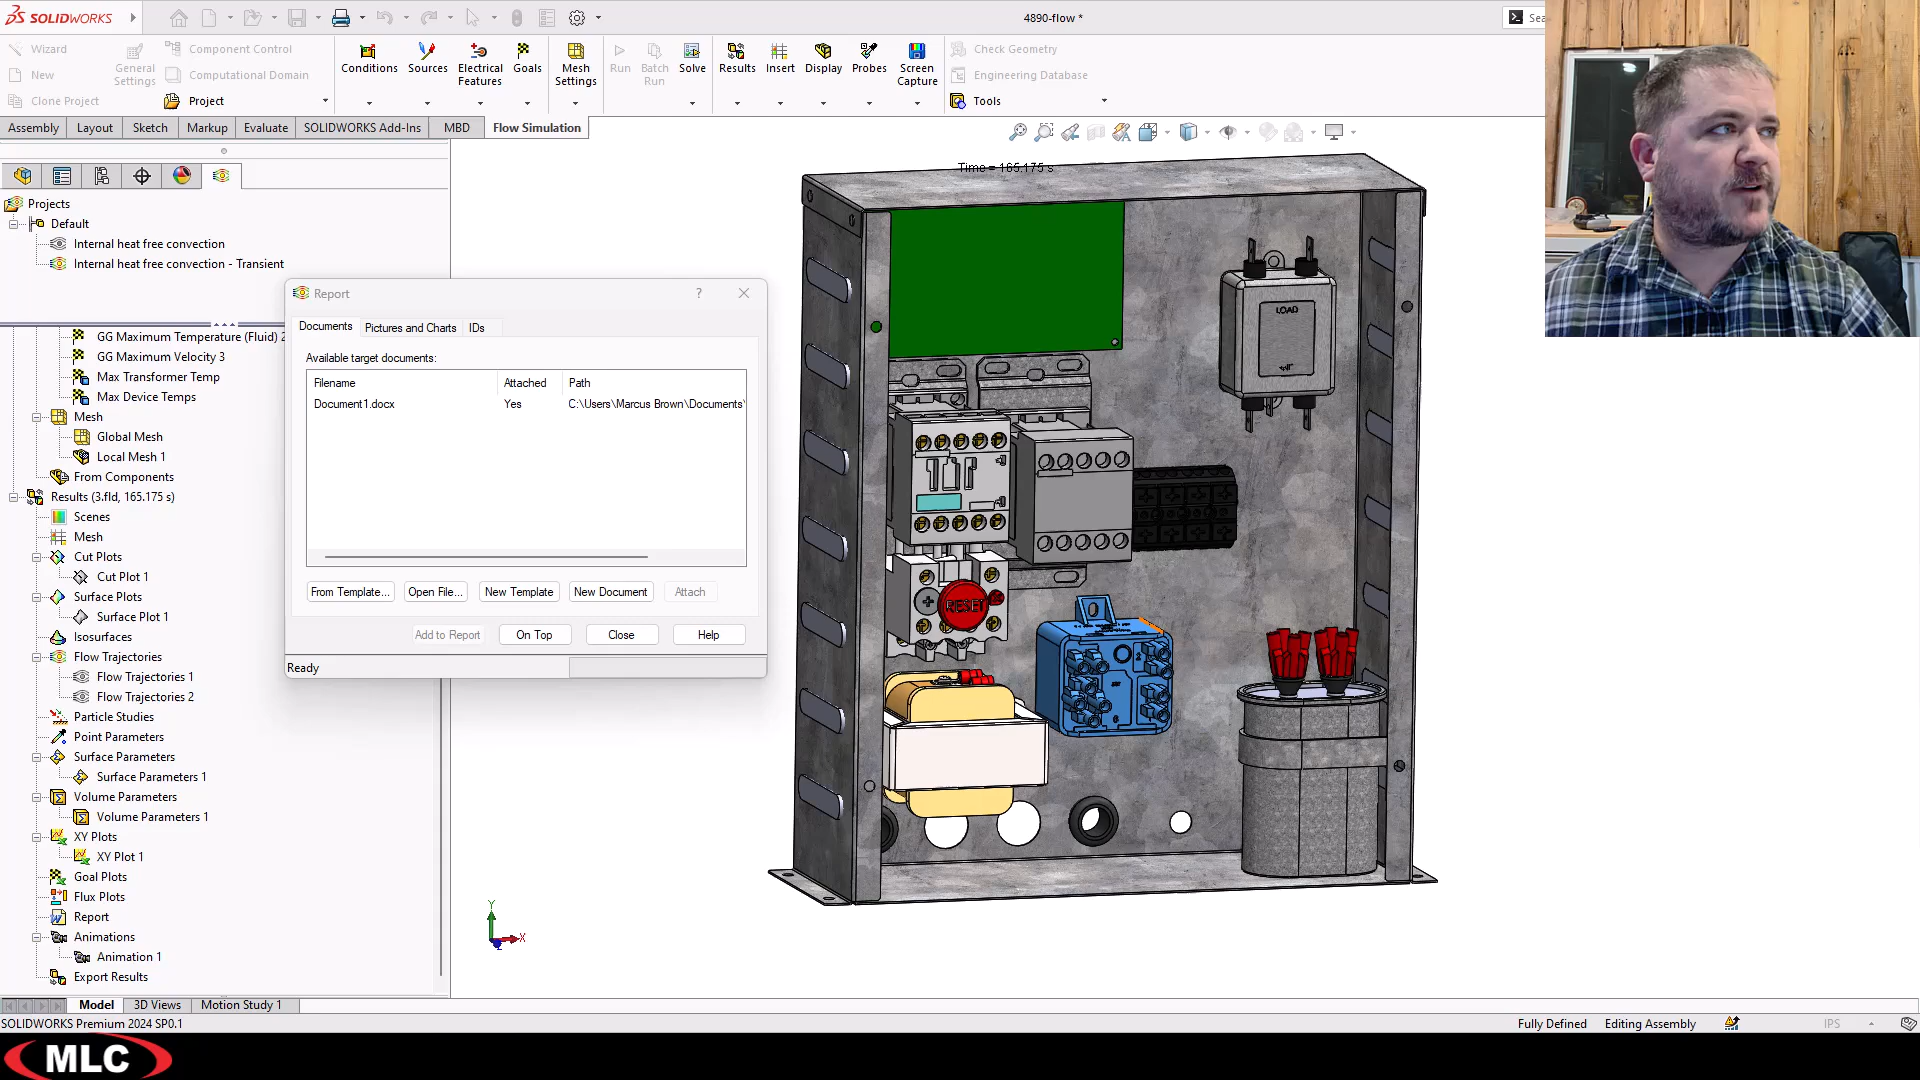 SOLIDWORKS
4890-flow *
Sea
Wizard
New
Clone Project
General Settings
Component Control
Computational Domain
Project
Conditions
Sources
Electrical Features
Goals
Mesh Settings
Run
Batch Run
Solve
Results
Insert
Display
Probes
Screen Capture
Check Geometry
Engineering Database
Tools
Assembly
Layout
Sketch
Markup
Evaluate
SOLIDWORKS Add-Ins
MBD
Flow Simulation
Time = 165.175 s
Projects
Default
Internal heat free convection
Internal heat free convection - Transient
GG Maximum Temperature (Fluid) 2
GG Maximum Velocity 3
Max Transformer Temp
Max Device Temps
Mesh
Global Mesh
Local Mesh 1
From Components
Results (3.fld, 165.175 s)
Scenes
Mesh
Cut Plots
Cut Plot 1
Surface Plots
Surface Plot 1
Isosurfaces
Flow Trajectories
Flow Trajectories 1
Flow Trajectories 2
Particle Studies
Point Parameters
Surface Parameters
Surface Parameters 1
Volume Parameters
Volume Parameters 1
XY Plots
XY Plot 1
Goal Plots
Flux Plots
Report
Animations
Animation 1
Export Results
Report
?
Documents
Pictures and Charts
IDs
Available target documents:
Filename
Attached
Path
Document1.docx
Yes
C:\Users\Marcus Brown\Documents\
From Template...
Open File...
New Template
New Document
Attach
Add to Report
On Top
Close
Help
Ready
LOAD
RESET
Y
X
Model
3D Views
Motion Study 1
SOLIDWORKS Premium 2024 SP0.1
Fully Defined
Editing Assembly
IPS
MLC